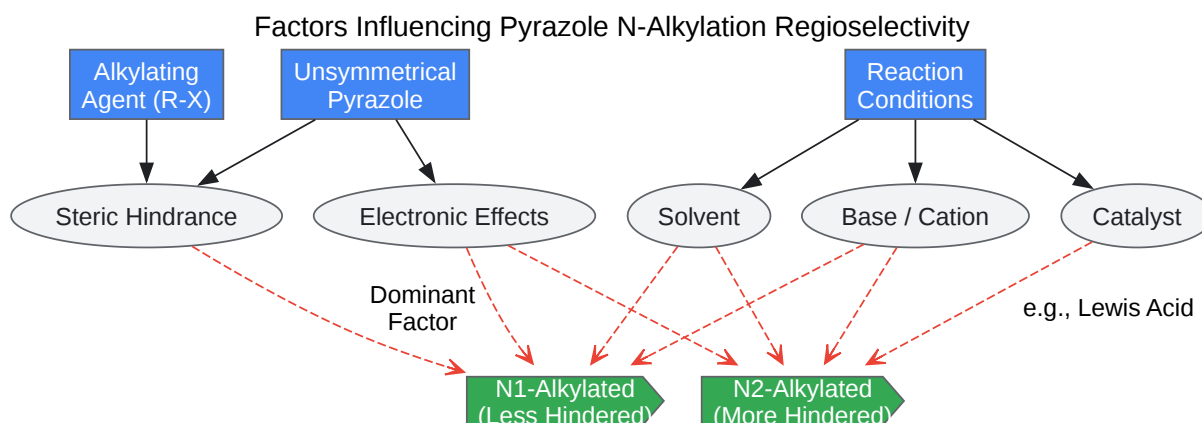 Factors Influencing Pyrazole N-Alkylation Regioselectivity
Alkylating
Agent (R-X)
Unsymmetrical
Pyrazole
Reaction
Conditions
Steric Hindrance
Electronic Effects
Solvent
Base / Cation
Catalyst
Dominant
Factor
e.g., Lewis Acid
N1-Alkylated
(Less Hindered)
N2-Alkylated
(More Hindered)